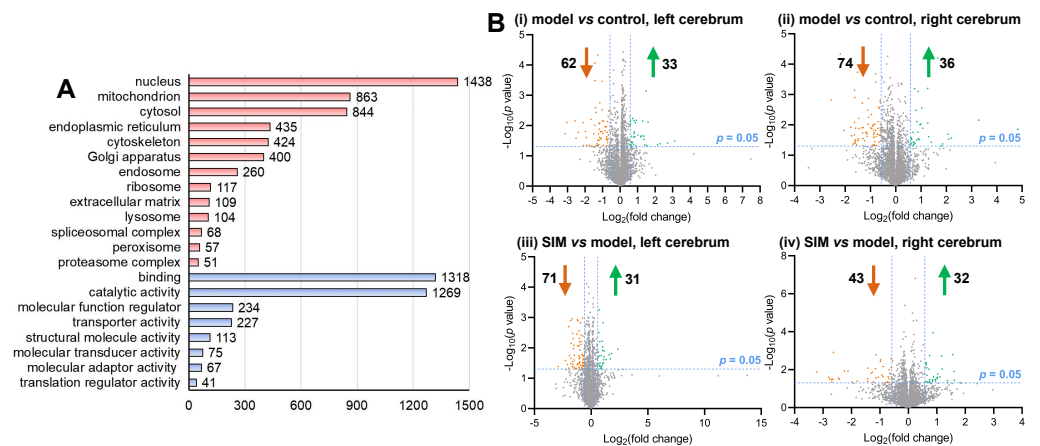 A
nucleus 1438
mitochondrion 863
cytosol 844
endoplasmic reticulum 435
cytoskeleton 424
Golgi apparatus 400
endosome 260
ribosome 117
extracellular matrix 109
lysosome 104
spliceosomal complex 68
peroxisome 57
proteasome complex 51
binding 1318
catalytic activity 1269
molecular function regulator 234
transporter activity 227
structural molecule activity 113
molecular transducer activity 75
molecular adaptor activity 67
translation regulator activity 41
0 300 600 900 1200 1500
B
(i) model vs control, left cerebrum
62 33
p = 0.05
-Log10(p value)
5
4
3
2
1
0
-5 -4 -3 -2 -1 0 1 2 3 4 5 6 7 8
Log2(fold change)
(ii) model vs control, right cerebrum
74 36
p = 0.05
-Log10(p value)
5
4
3
2
1
0
-4 -3 -2 -1 0 1 2 3 4 5
Log2(fold change)
(iii) SIM vs model, left cerebrum
71 31
p = 0.05
-Log10(p value)
5
4
3
2
1
0
-5 0 5 10 15
Log2(fold change)
(iv) SIM vs model, right cerebrum
43 32
p = 0.05
-Log10(p value)
8
6
4
2
0
-4 -3 -2 -1 0 1 2 3 4
Log2(fold change)